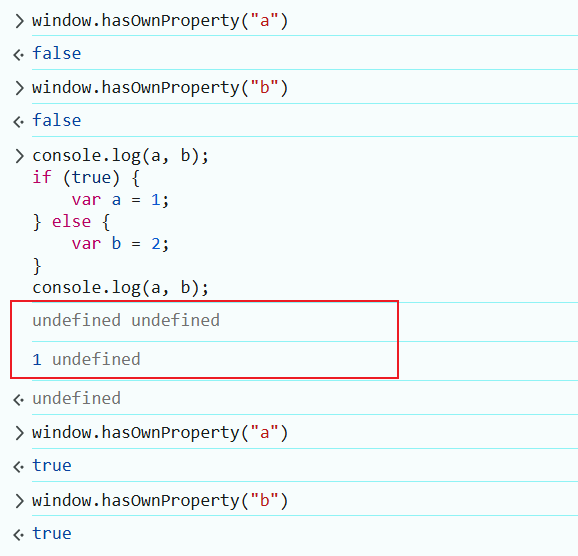 window.hasOwnProperty("a")
false
window.hasOwnProperty("b")
false
console.log(a, b);
if (true) {
    var a = 1;
} else {
    var b = 2;
}
console.log(a, b);
undefined undefined
1 undefined
undefined
window.hasOwnProperty("a")
true
window.hasOwnProperty("b")
true